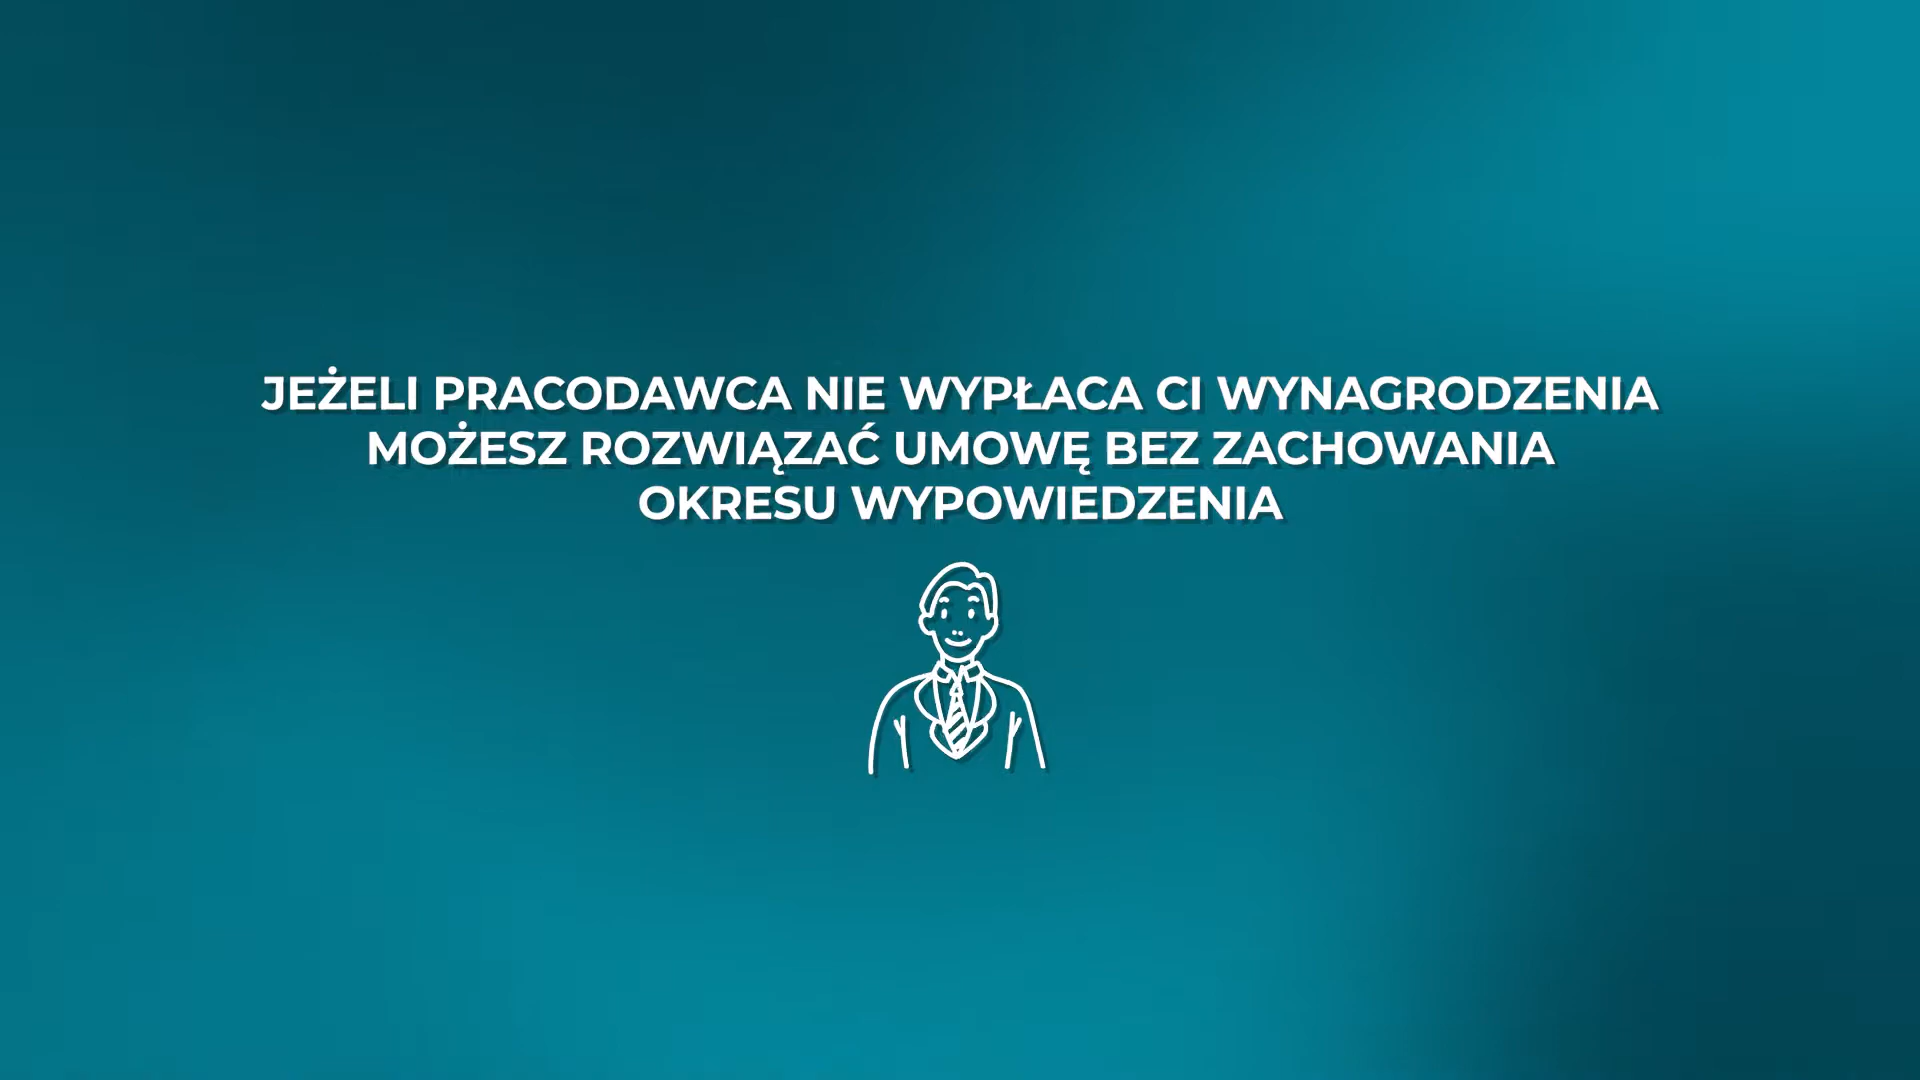 JEŻELI PRACODAWCA NIE WYPŁACA CI WYNAGRODZENIA
MOŻESZ ROZWIĄZAĆ UMOWĘ BEZ ZACHOWANIA
OKRESU WYPOWIEDZENIA